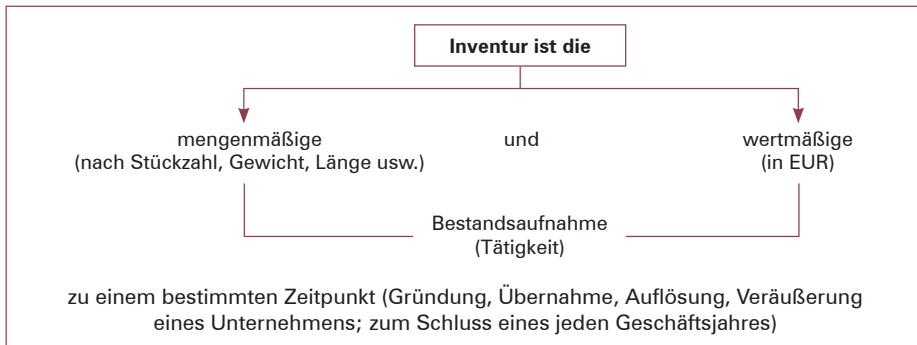 Inventur ist die
mengenmäßige und wertmäßige
(nach Stückzahl, Gewicht, Länge usw.) (in EUR)
Bestandsaufnahme
(Tätigkeit)
zu einem bestimmten Zeitpunkt (Gründung, Übernahme, Auflösung, Veräußerung
eines Unternehmens; zum Schluss eines jeden Geschäftsjahres)